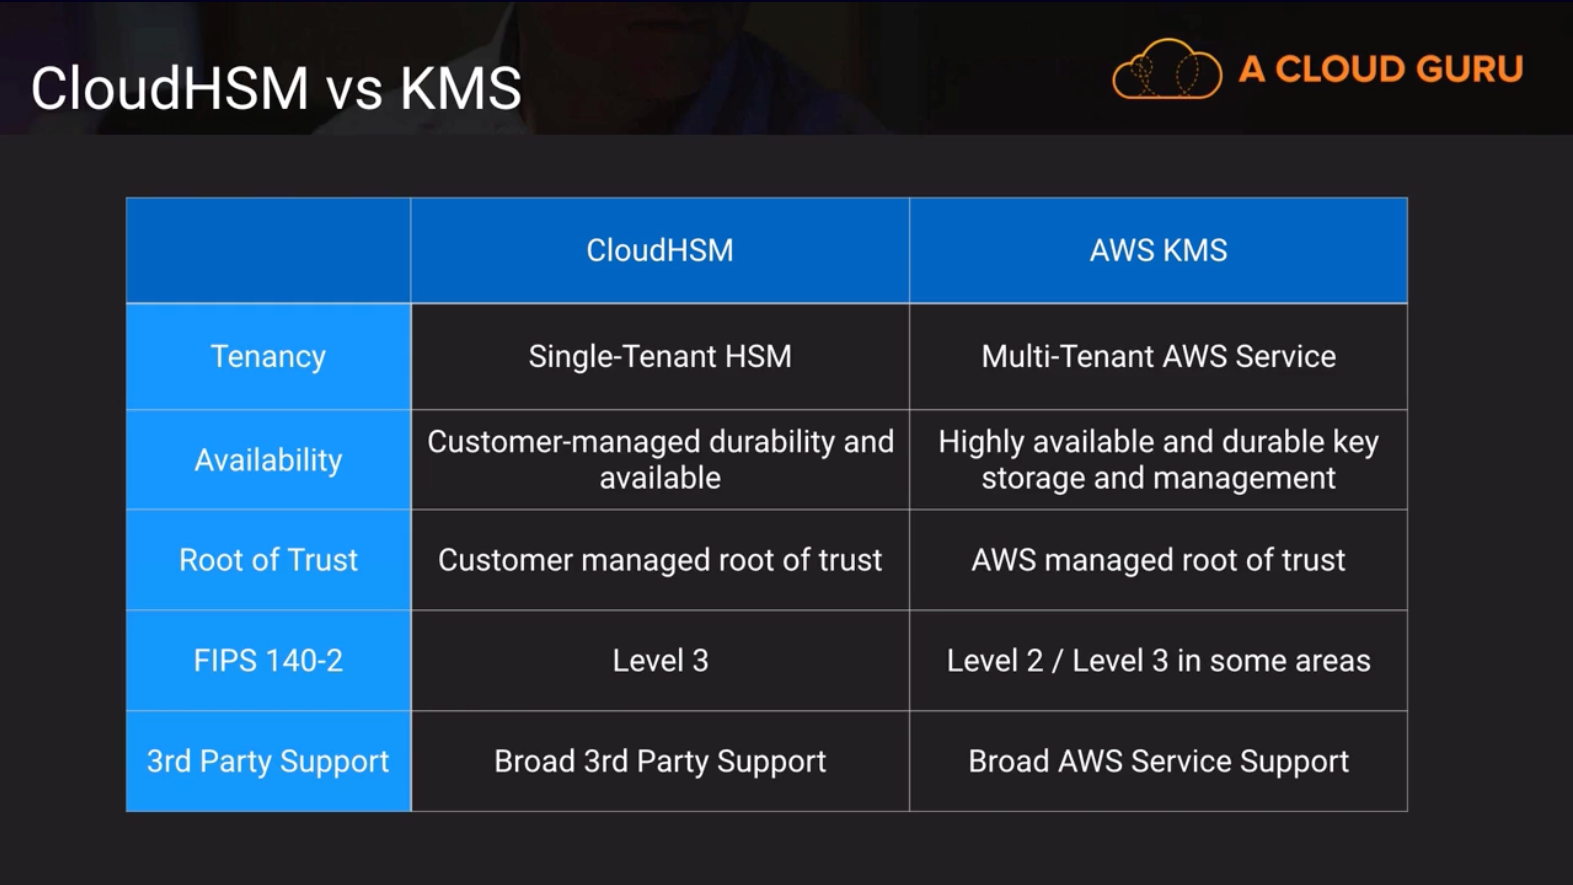 CloudHSM vs KMS
A CLOUD GURU
CloudHSM
AWS KMS
Tenancy
Single-Tenant HSM
Multi-Tenant AWS Service
Availability
Customer-managed durability and
available
Highly available and durable key
storage and management
Root of Trust
Customer managed root of trust
AWS managed root of trust
FIPS 140-2
Level 3
Level 2 / Level 3 in some areas
3rd Party Support
Broad 3rd Party Support
Broad AWS Service Support